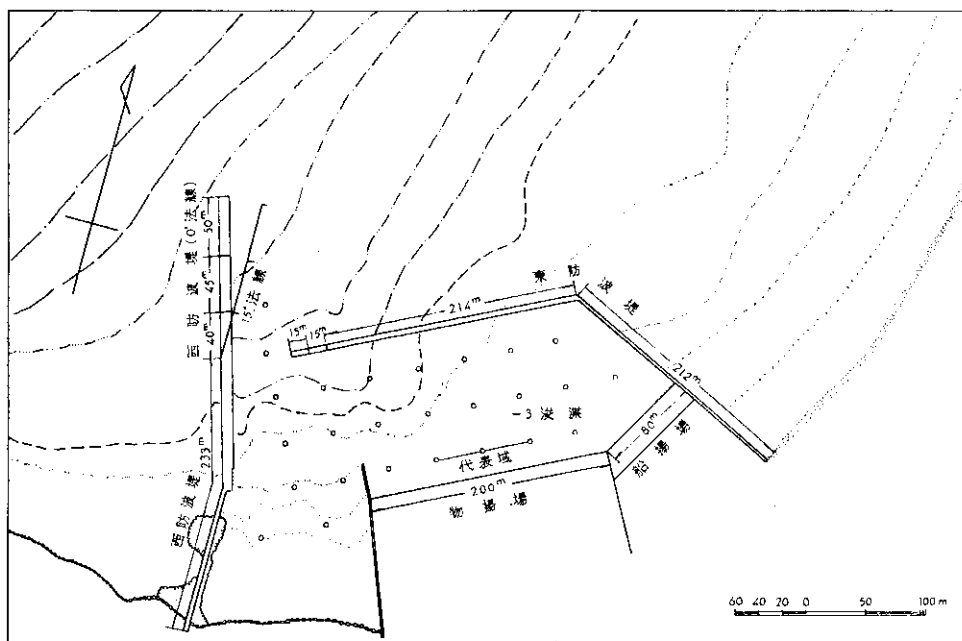 西防波堤(0°法線)
50m
45m
40m
15°法線
233m
西防波堤
東防
波堤
15m
15m
214m
212m
-3浚渫
代表域
80m
船揚場
200m
物揚場
60 40 20 0 50 100m